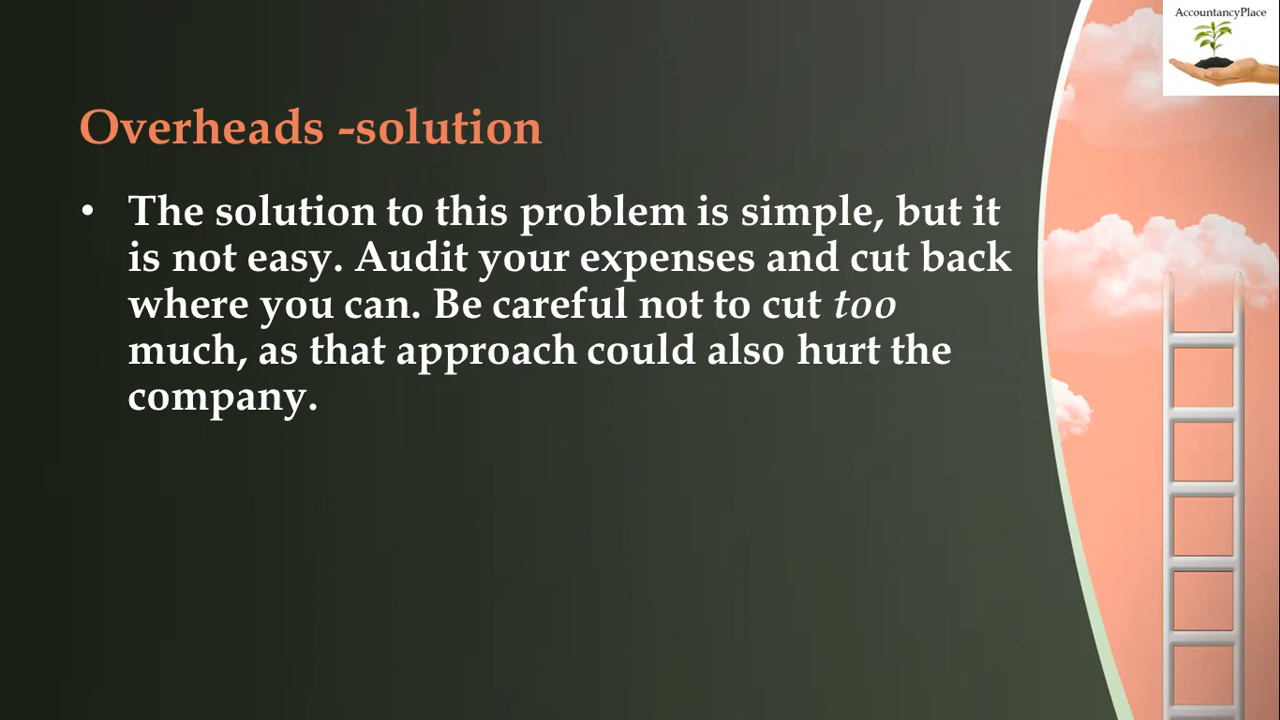 AccountancyPlace
Overheads -solution
• The solution to this problem is simple, but it
is not easy. Audit your expenses and cut back
where you can. Be careful not to cut too
much, as that approach could also hurt the
company.